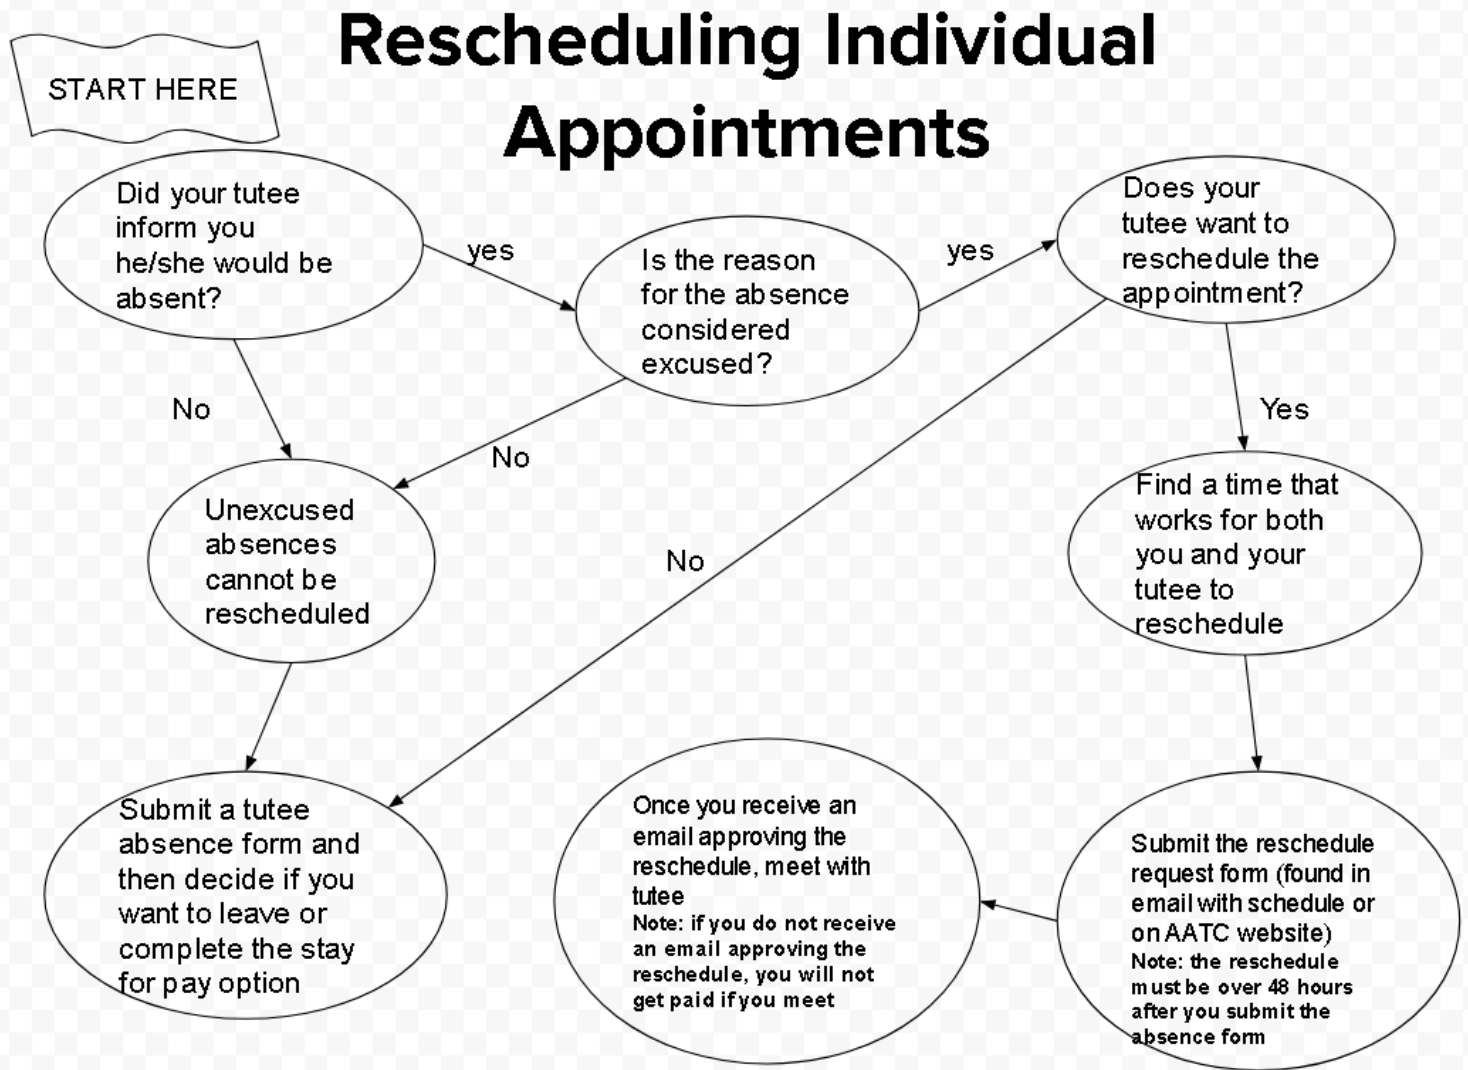 Rescheduling Individual
Appointments
START HERE
Did your tutee
inform you
he/she would be
absent?
yes
Is the reason
for the absence
considered
excused?
yes
Does your
tutee want to
reschedule the
appointment?
No
No
Yes
Unexcused
absences
cannot be
rescheduled
No
Find a time that
works for both
you and your
tutee to
reschedule
Submit a tutee
absence form and
then decide if you
want to leave or
complete the stay
for pay option
Once you receive an
email approving the
reschedule, meet with
tutee
Note: if you do not receive
an email approving the
reschedule, you will not
get paid if you meet
Submit the reschedule
request form (found in
email with schedule or
on AATC website)
Note: the reschedule
must be over 48 hours
after you submit the
absence form